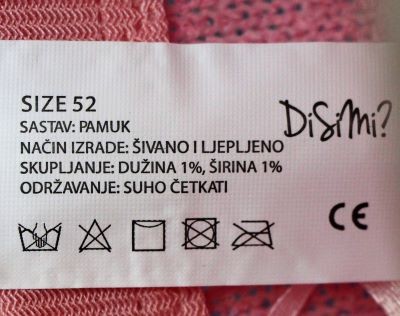 SIZE 52
SASTAV: PAMUK
NAČIN IZRADE: ŠIVANO I LJEPLJENO
SKUPLJANJE: DUŽINA 1%, ŠIRINA 1%
ODRŽAVANJE: SUHO ČETKATI
DiSiMi?
CE